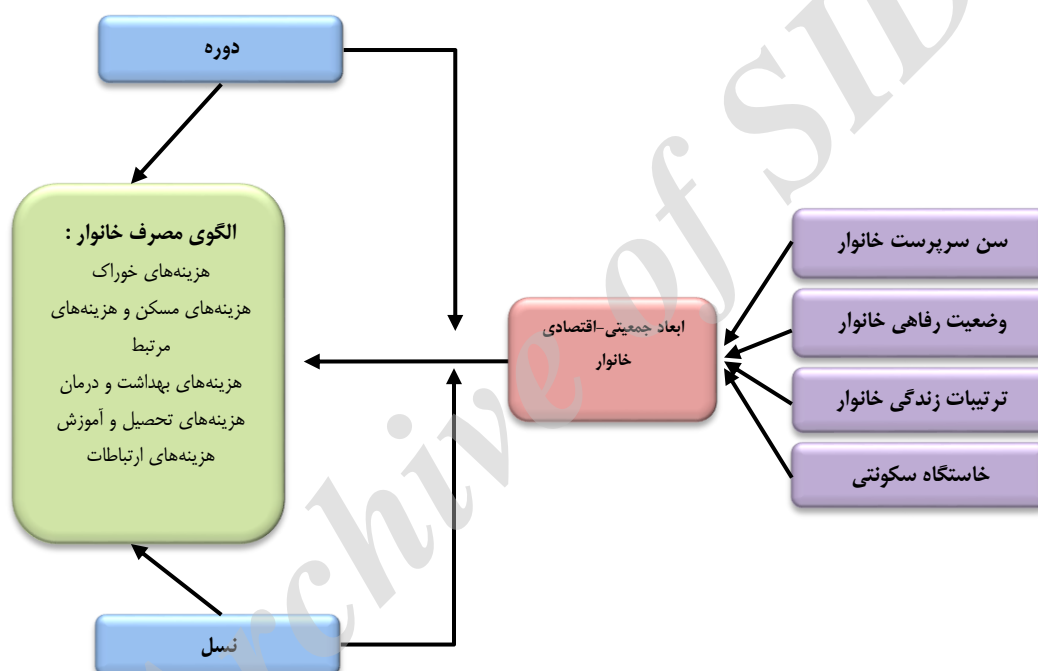 دوره
الگوی مصرف خانوار :
هزینه‌های خوراک
هزینه‌های مسکن و هزینه‌های
مرتبط
هزینه‌های بهداشت و درمان
هزینه‌های تحصیل و آموزش
هزینه‌های ارتباطات
ابعاد جمعیتی-اقتصادی
خانوار
سن سرپرست خانوار
وضعیت رفاهی خانوار
ترتیبات زندگی خانوار
خاستگاه سکونتی
نسل
Archive of SID